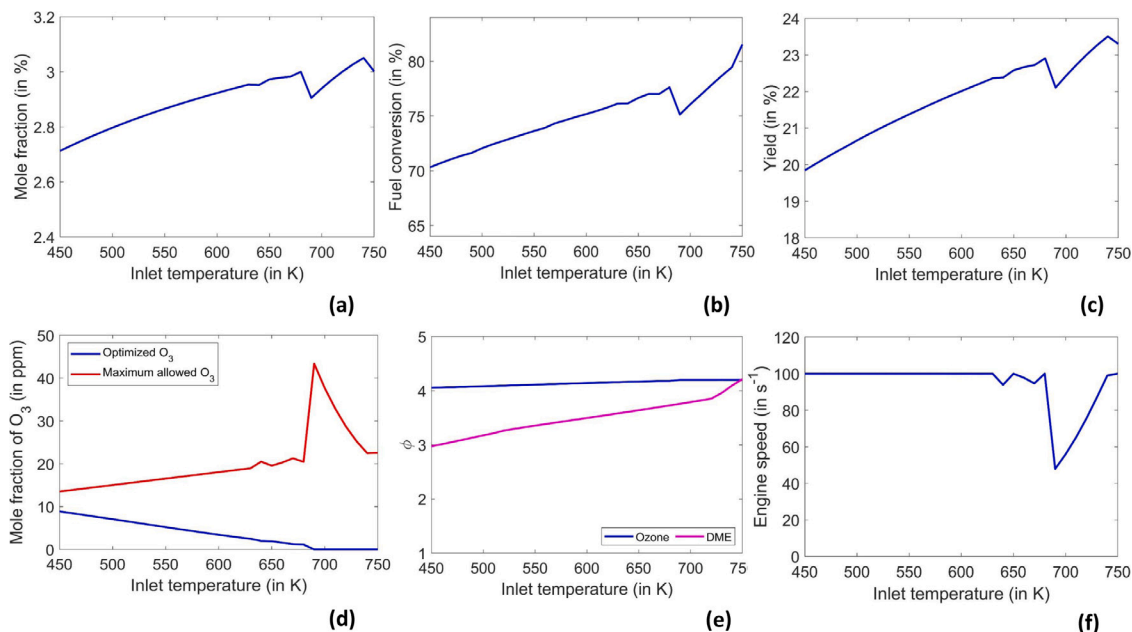 Mole fraction (in %)
3.2
3
2.8
2.6
2.4
450 500 550 600 650 700 750
Inlet temperature (in K)
(a)
Fuel conversion (in %)
80
75
70
65
450 500 550 600 650 700 750
Inlet temperature (in K)
(b)
Yield (in %)
24
23
22
21
20
19
18
450 500 550 600 650 700 750
Inlet temperature (in K)
(c)
Mole fraction of O3 (in ppm)
50
40
30
20
10
0
Optimized O3
Maximum allowed O3
450 500 550 600 650 700 750
Inlet temperature (in K)
(d)
ϕ
5
4
3
2
1
Ozone DME
450 500 550 600 650 700 750
Inlet temperature (in K)
(e)
Engine speed (in s-1)
120
100
80
60
40
20
0
450 500 550 600 650 700 750
Inlet temperature (in K)
(f)